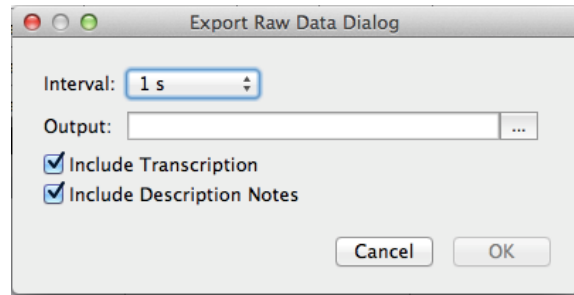 Export Raw Data Dialog
Interval: 1 s
Output: ...
Include Transcription
Include Description Notes
Cancel OK